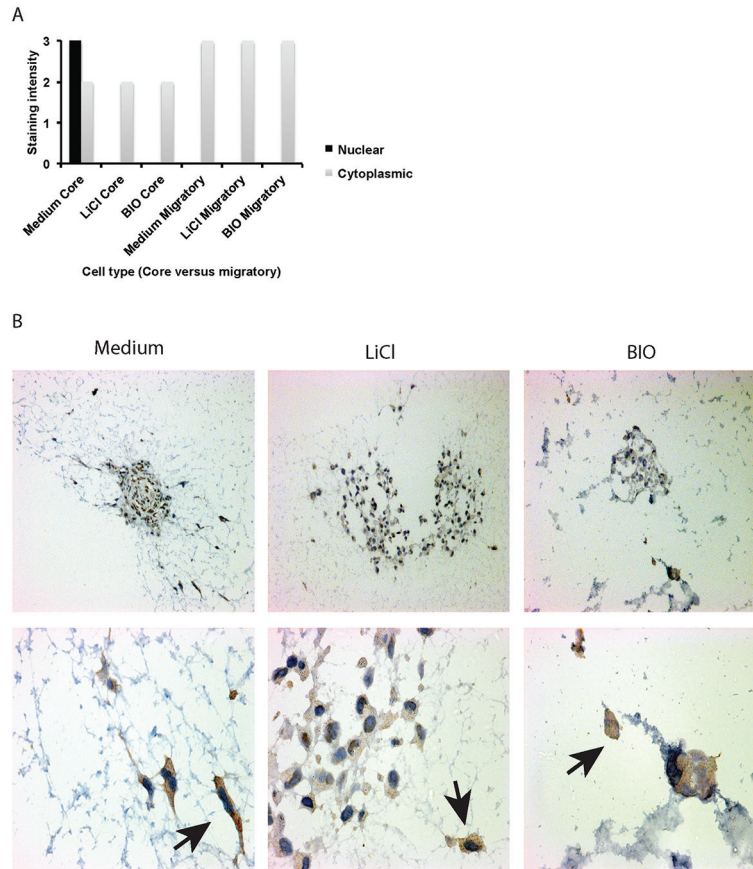 A
3
2
1
0
Staining intensity
Medium Core
LiCl Core
BIO Core
Medium Migratory
LiCl Migratory
BIO Migratory
Cell type (Core versus migratory)
Nuclear
Cytoplasmic
B
Medium
LiCl
BIO